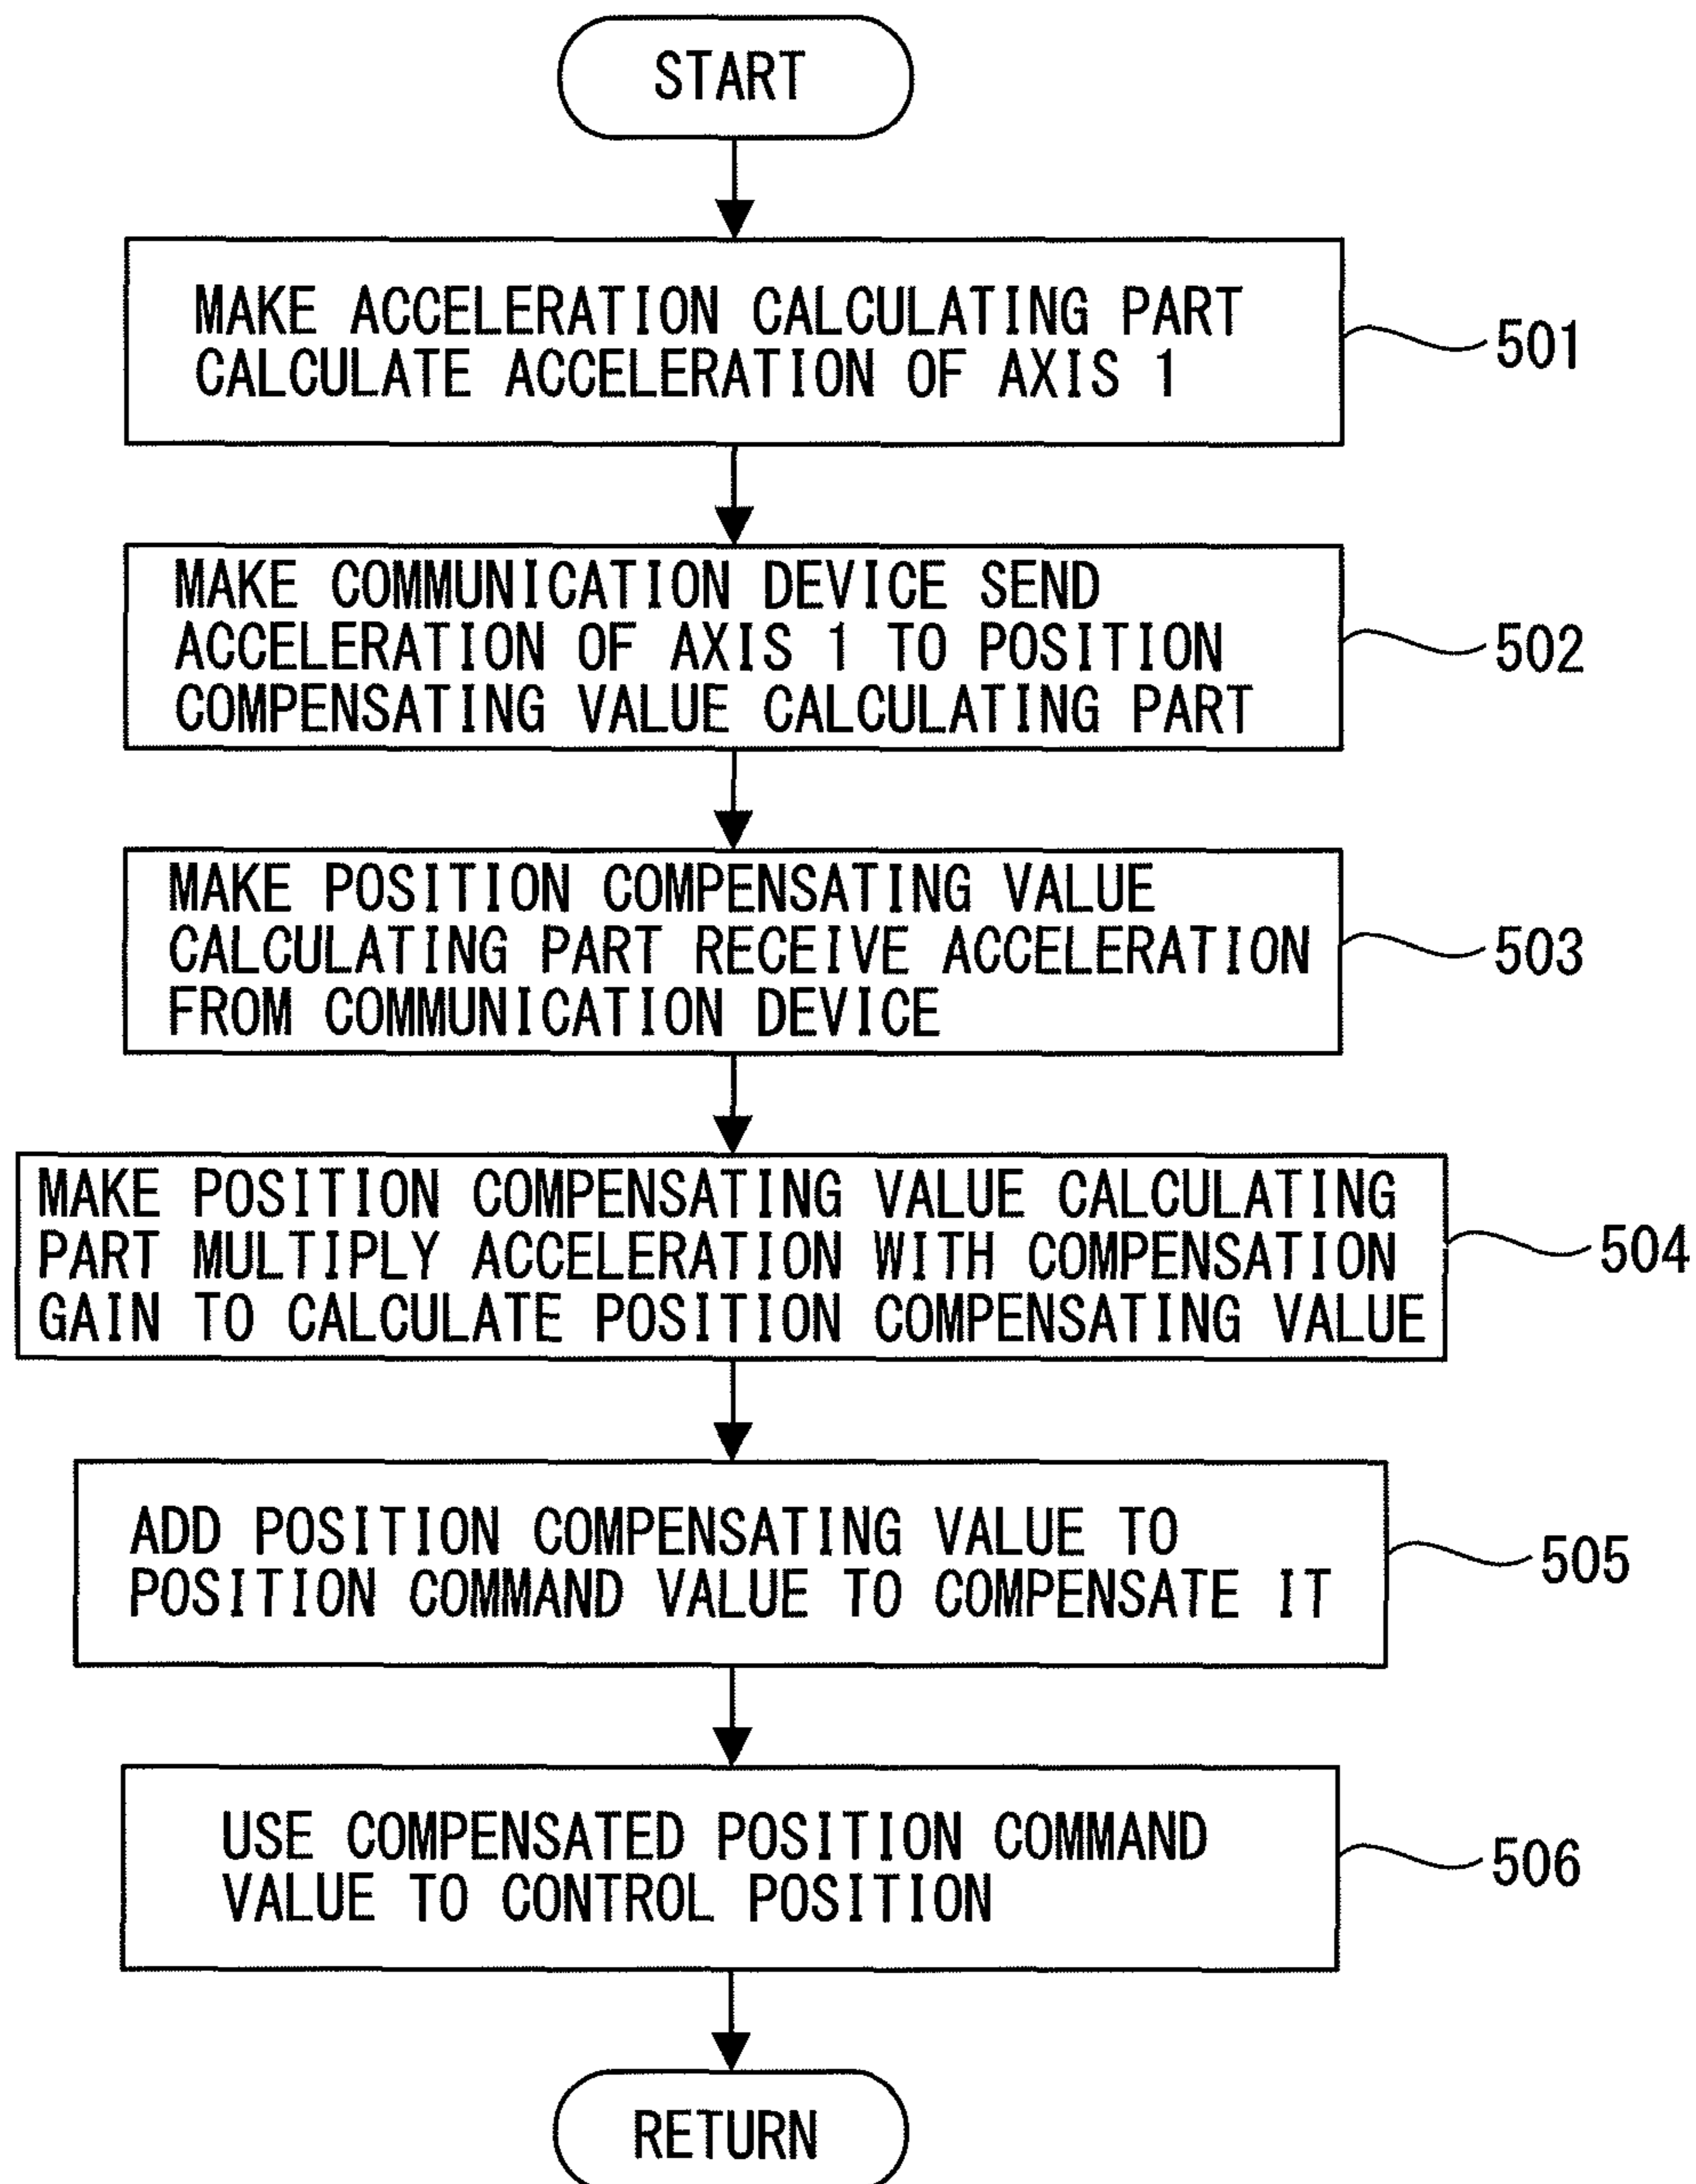 START
MAKE ACCELERATION CALCULATING PART
CALCULATE ACCELERATION OF AXIS 1
501
MAKE COMMUNICATION DEVICE SEND
ACCELERATION OF AXIS 1 TO POSITION
COMPENSATING VALUE CALCULATING PART
502
MAKE POSITION COMPENSATING VALUE
CALCULATING PART RECEIVE ACCELERATION
FROM COMMUNICATION DEVICE
503
MAKE POSITION COMPENSATING VALUE CALCULATING
PART MULTIPLY ACCELERATION WITH COMPENSATION
GAIN TO CALCULATE POSITION COMPENSATING VALUE
504
ADD POSITION COMPENSATING VALUE TO
POSITION COMMAND VALUE TO COMPENSATE IT
505
USE COMPENSATED POSITION COMMAND
VALUE TO CONTROL POSITION
506
RETURN